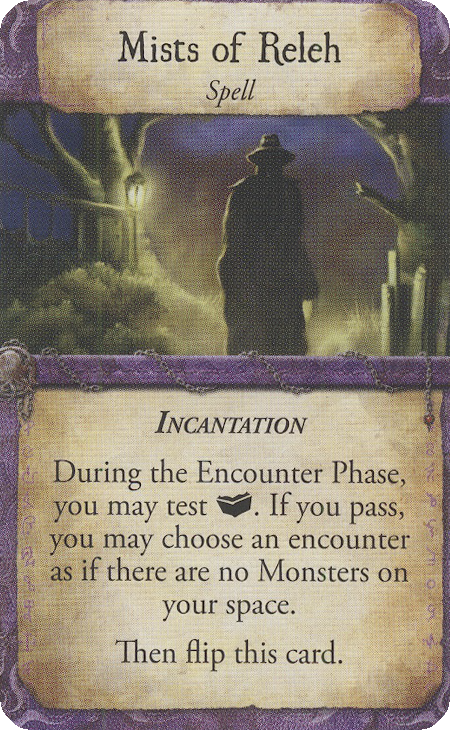 Mists of Releh
Spell
Incantation
During the Encounter Phase,
you may test . If you pass,
you may choose an encounter
as if there are no Monsters on
your space.
Then flip this card.